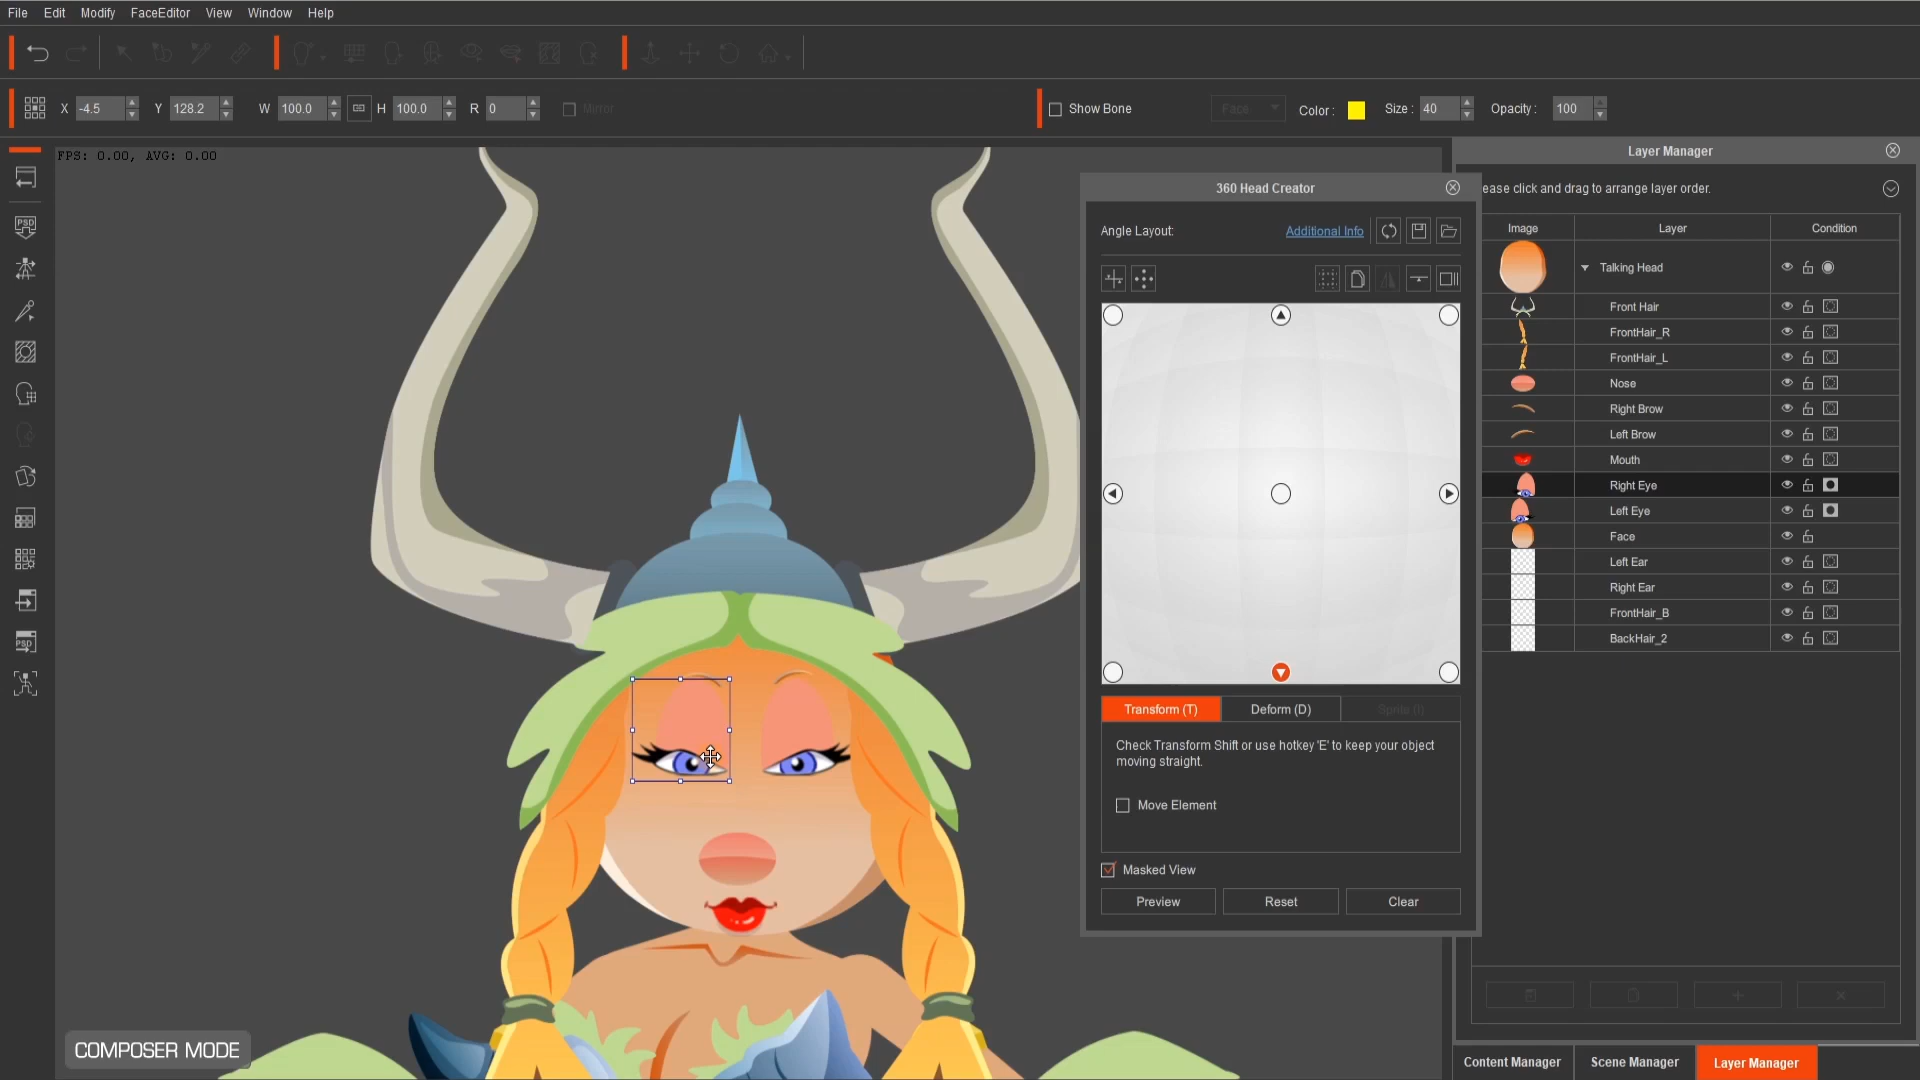 File Edit Modify FaceEditor View Window Help
X -4.5 Y 128.2 W 100.0 H 100.0 R 0 Mirror Show Bone Face Color : Size : 40 Opacity : 100
FPS: 0.00, AVG: 0.00
Layer Manager
ease click and drag to arrange layer order.
Image Layer Condition
Talking Head
Front Hair
FrontHair_R
FrontHair_L
Nose
Right Brow
Left Brow
Mouth
Right Eye
Left Eye
Face
Left Ear
Right Ear
FrontHair_B
BackHair_2
360 Head Creator
Angle Layout: Additional Info
Transform (T) Deform (D) Sprite (I)
Check Transform Shift or use hotkey 'E' to keep your object
moving straight.
Move Element
Masked View
Preview Reset Clear
PSD
PSD
COMPOSER MODE
Content Manager Scene Manager Layer Manager